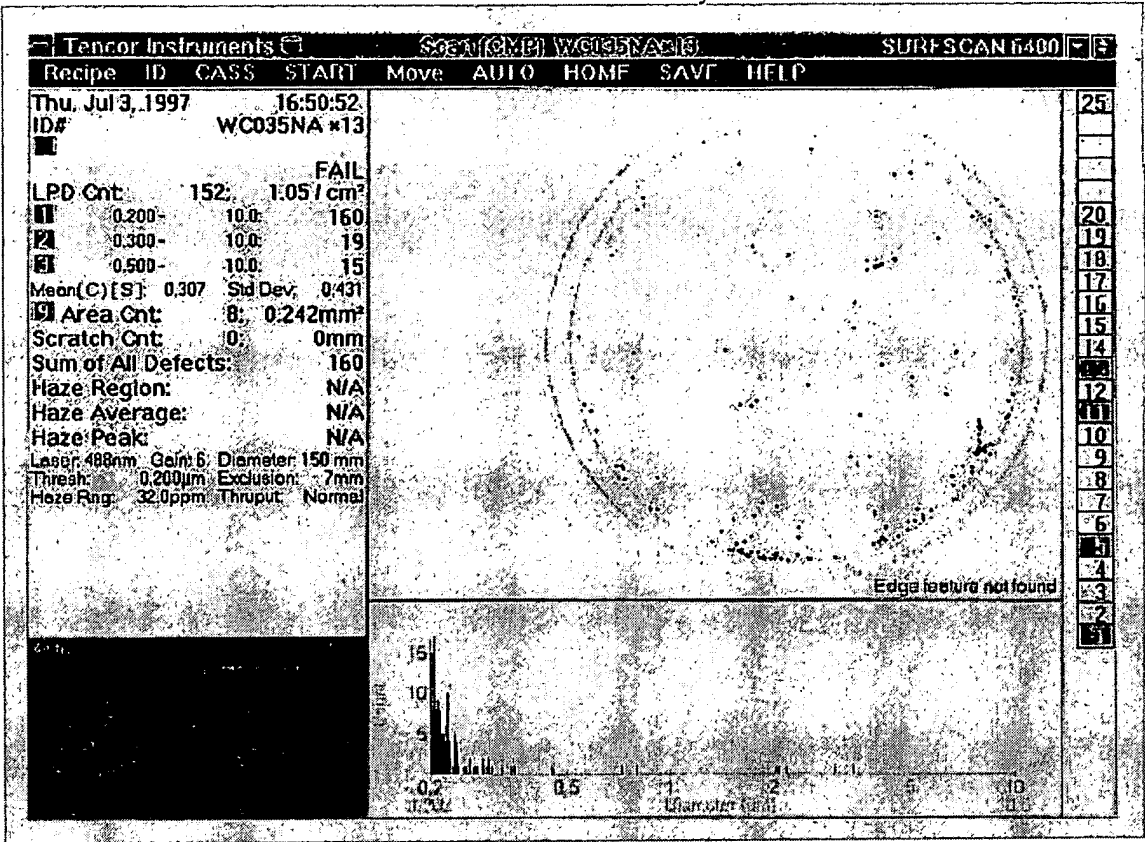 Tencor Instruments Scan [CMP] WC035NA×13 SURFSCAN 6400
Recipe ID CASS START Move AUTO HOME SAVE HELP
Thu, Jul 3, 1997 16:50:52
ID# WC035NA ×13
FAIL
LPD Cnt: 152; 1.05 / cm²
1 0.200 - 10.0: 160
2 0.300 - 10.0: 19
3 0.500 - 10.0: 15
Mean(C) [S]: 0.307 Std Dev: 0.431
9 Area Cnt: 8; 0.242mm²
Scratch Cnt: 0; 0mm
Sum of All Defects: 160
Haze Region: N/A
Haze Average: N/A
Haze Peak: N/A
Laser: 488nm Gain: 6 Diameter: 150 mm
Thresh: 0.200µm Exclusion: 7mm
Haze Rng: 32.0ppm Thruput: Normal
Edge feature not found
25
20
19
18
17
16
15
14
12
11
10
9
8
7
6
5
4
3
2
1
15
10
5
0.2 0.5 1 2 5 10
Diameter